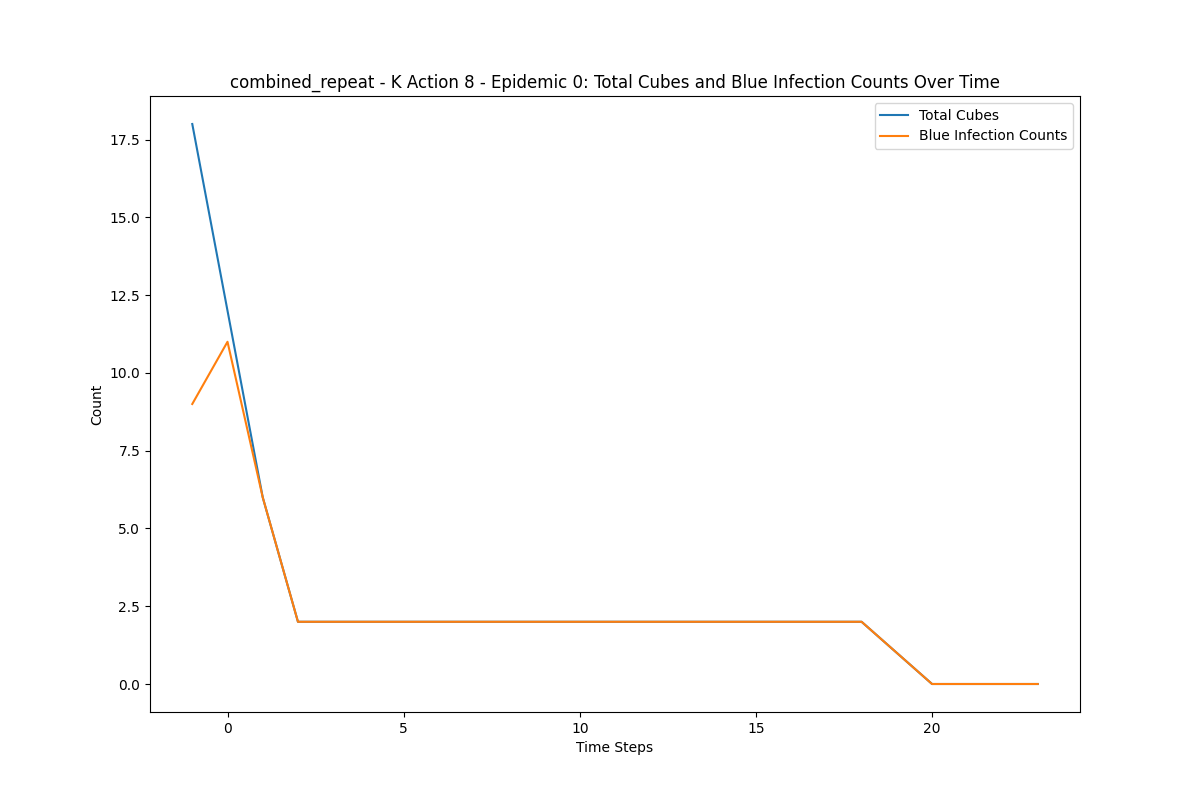 combined_repeat - K Action 8 - Epidemic 0: Total Cubes and Blue Infection Counts Over Time
Total Cubes
Blue Infection Counts
17.5
15.0
12.5
10.0
7.5
5.0
2.5
0.0
Count
0 5 10 15 20
Time Steps